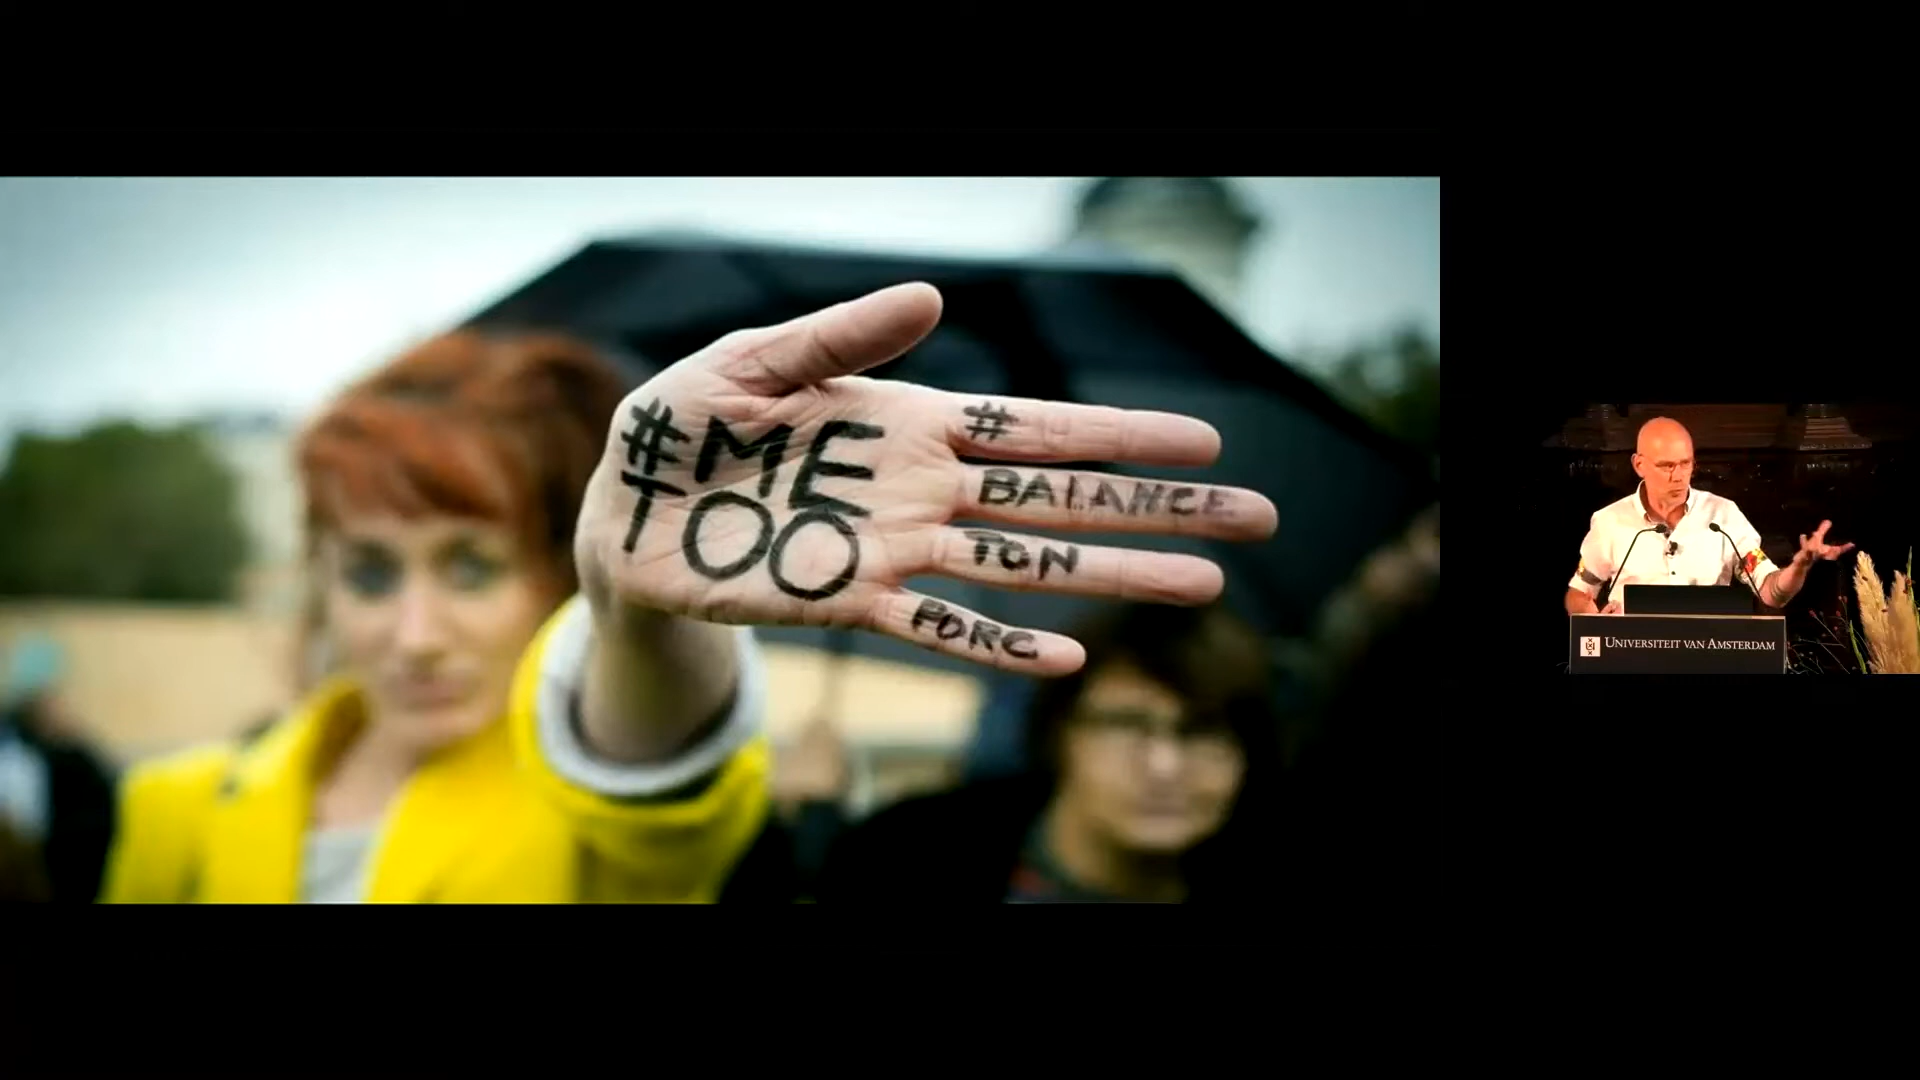 #ME
TOO
#
BALANCE
TON
PORC
UNIVERSITEIT VAN AMSTERDAM